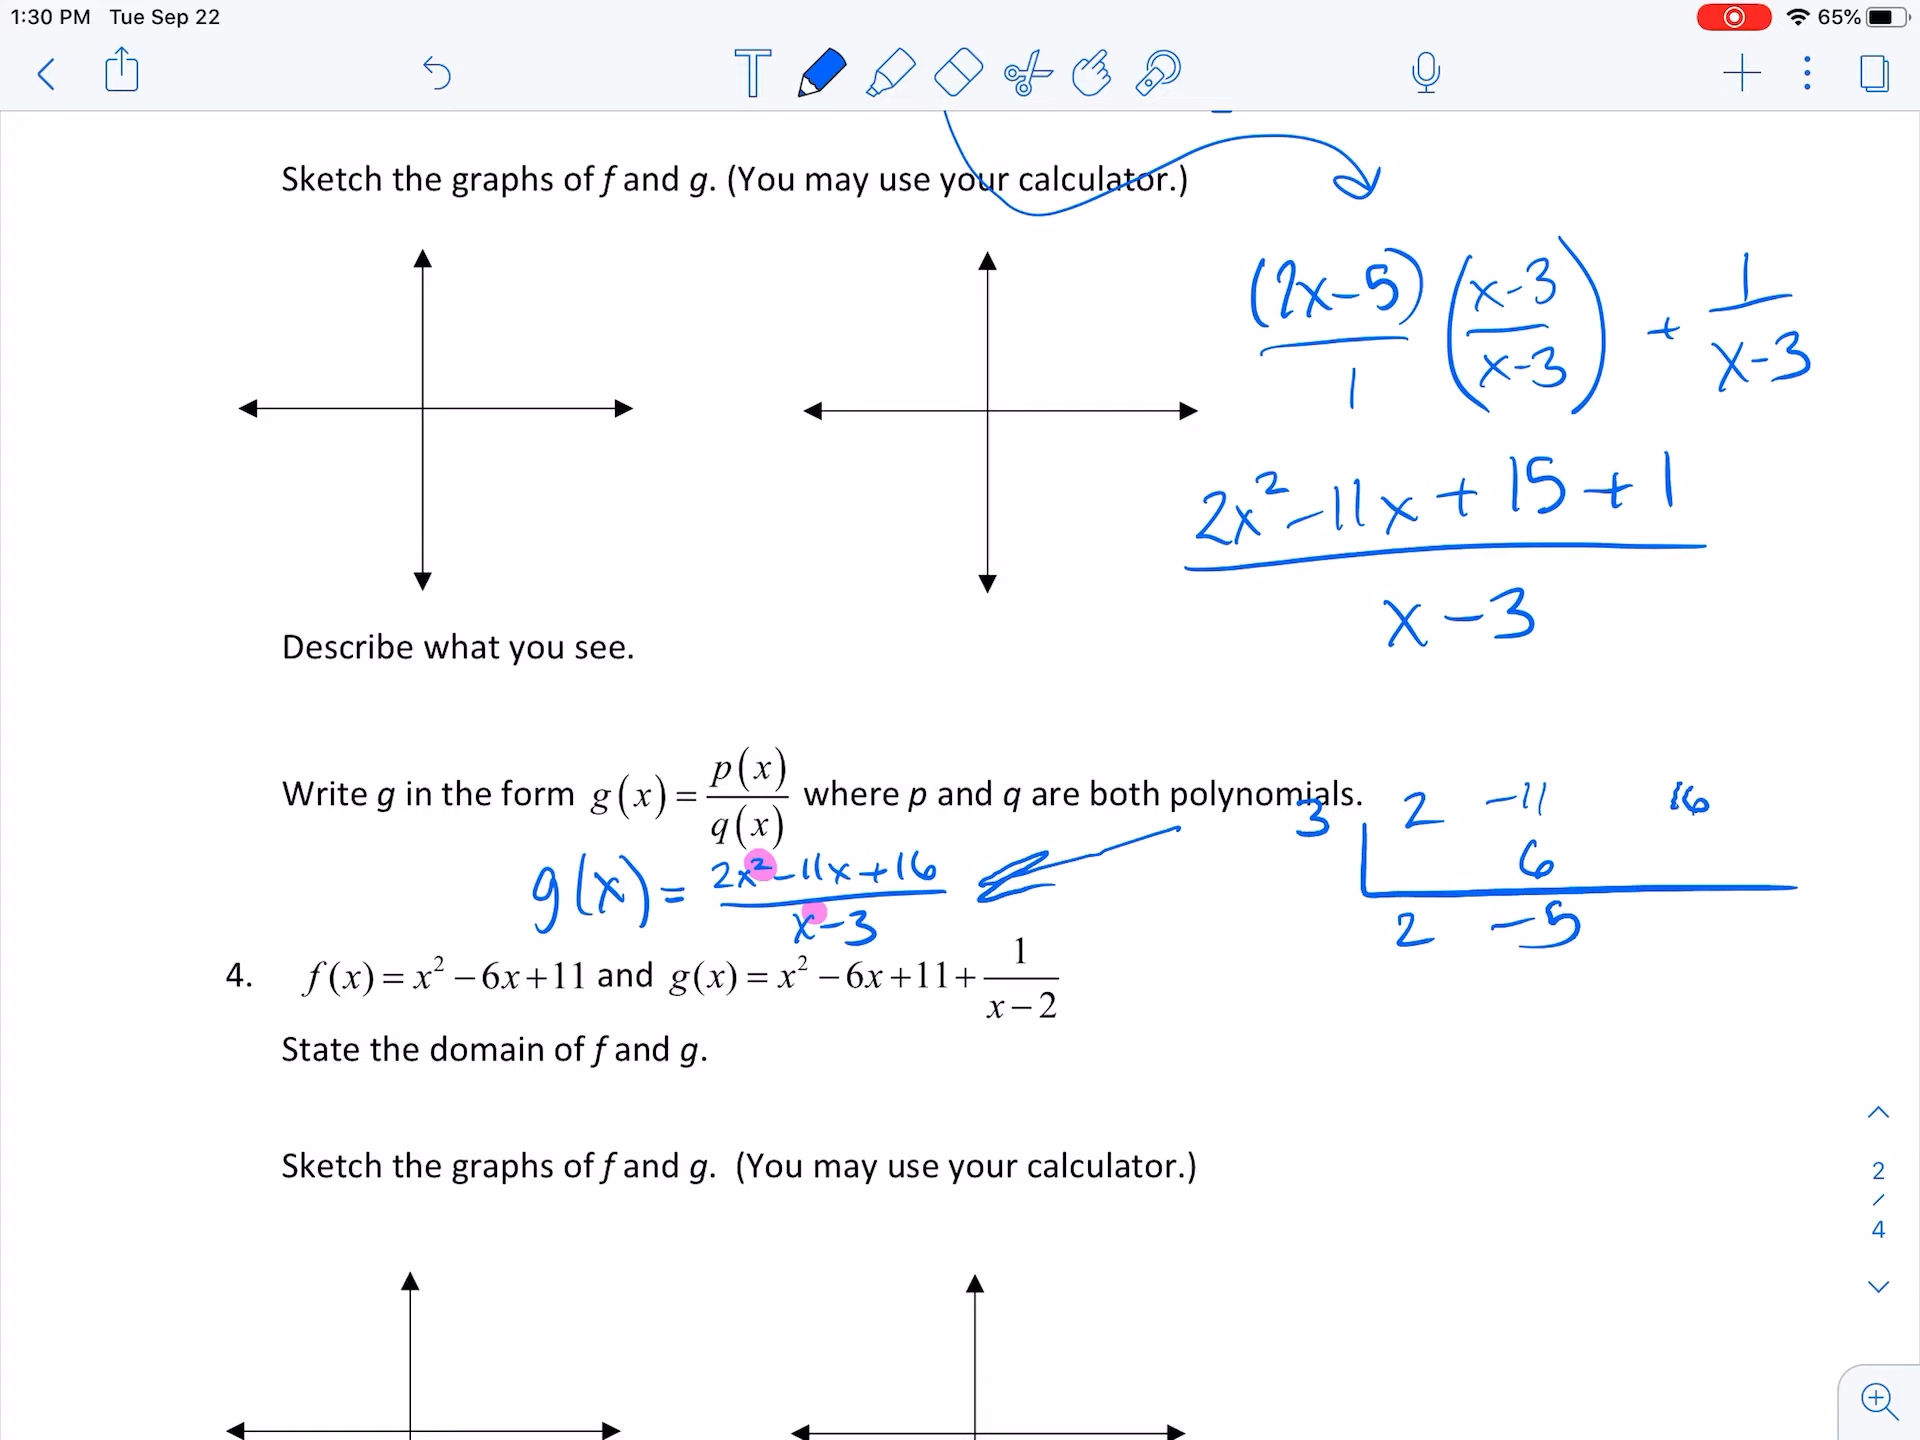 1:30 PM Tue Sep 22 65%
T
Sketch the graphs of f and g. (You may use your calculator.)
(2x-5)/1 ((x-3)/(x-3)) + 1/(x-3)
(2x² - 11x + 15 + 1)/(x - 3)
Describe what you see.
Write g in the form g(x) = p(x)/q(x) where p and q are both polynomials.
3 2 -11 16
6
2 -5
g(x) = (2x² - 11x + 16)/(x - 3)
4. f(x) = x² − 6x + 11 and g(x) = x² − 6x + 11 + 1/(x − 2)
State the domain of f and g.
Sketch the graphs of f and g. (You may use your calculator.)
2
/
4